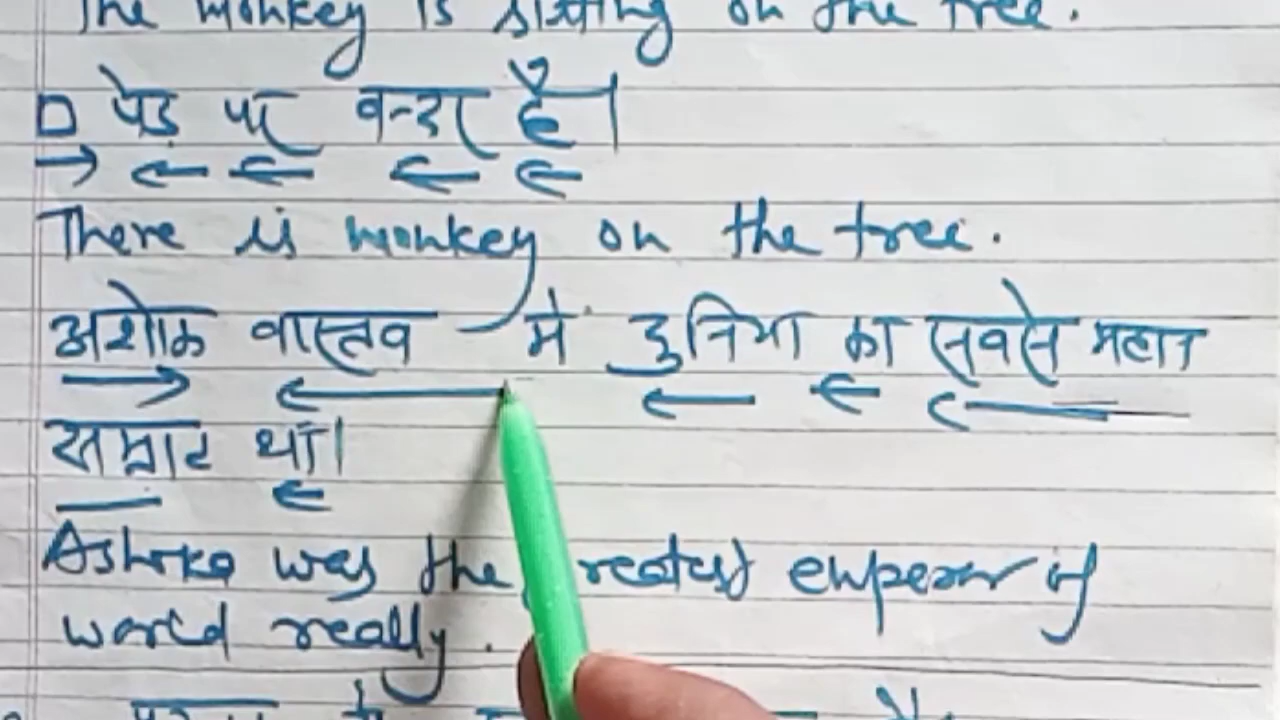 The monkey is sitting on the tree.
पेड़ पर बन्दर है।
There is monkey on the tree.
अशोक वास्तव में दुनिया का सबसे महान
सम्राट था।
Ashoka was the greatest emperor of
world really.